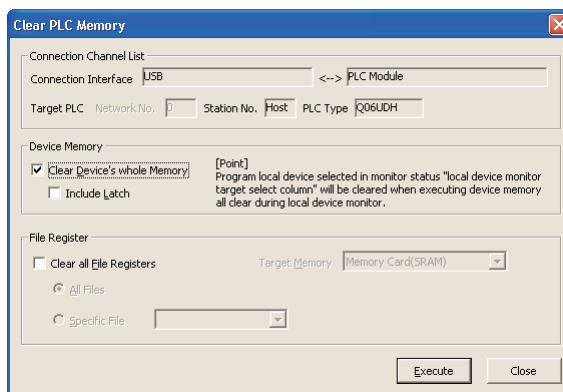 Clear PLC Memory
Connection Channel List
Connection Interface USB <--> PLC Module
Target PLC Network No. 0 Station No. Host PLC Type Q06UDH
Device Memory
Clear Device's whole Memory
Include Latch
[Point]
Program local device selected in monitor status "local device monitor
target select column" will be cleared when executing device memory
all clear during local device monitor.
File Register
Clear all File Registers
Target Memory Memory Card(SRAM)
All Files
Specific File
Execute Close